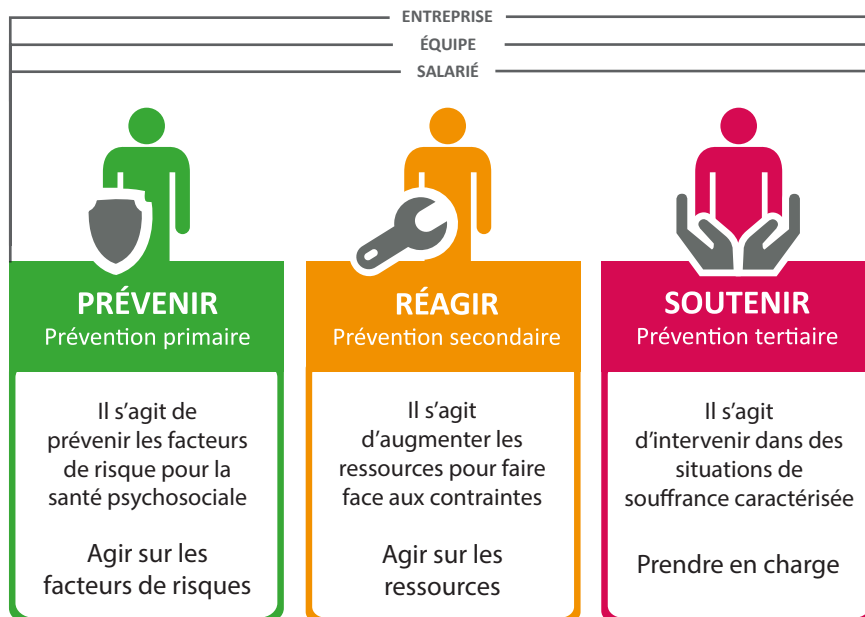 ENTREPRISE
ÉQUIPE
SALARIÉ
PRÉVENIR
Prévention primaire
Il s’agit de
prévenir les facteurs
de risque pour la
santé psychosociale
Agir sur les
facteurs de risques
RÉAGIR
Prévention secondaire
Il s’agit
d’augmenter les
ressources pour faire
face aux contraintes
Agir sur les
ressources
SOUTENIR
Prévention tertiaire
Il s’agit
d’intervenir dans des
situations de
souffrance caractérisée
Prendre en charge